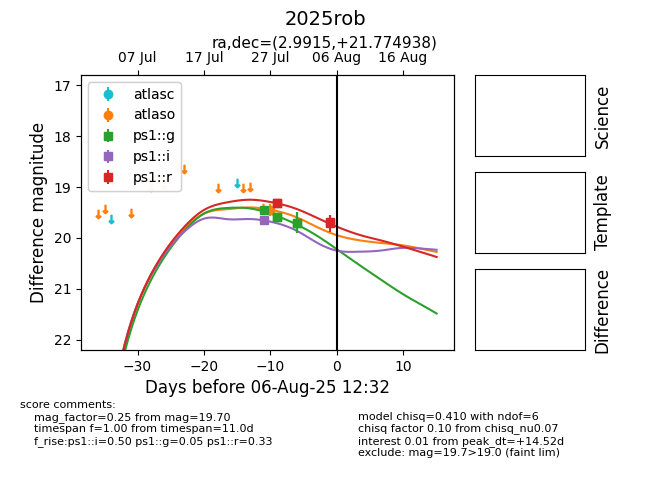 2025rob
ra,dec=(2.9915,+21.774938)
07 Jul 17 Jul 27 Jul 06 Aug 16 Aug
17
18
19
20
21
22
Difference magnitude
atlasc
atlaso
ps1::g
ps1::i
ps1::r
−30 −20 −10 0 10
Days before 06-Aug-25 12:32
Science
Template
Difference
score comments:
mag_factor=0.25 from mag=19.70
timespan f=1.00 from timespan=11.0d
f_rise:ps1::i=0.50 ps1::g=0.05 ps1::r=0.33
model chisq=0.410 with ndof=6
chisq factor 0.10 from chisq_nu0.07
interest 0.01 from peak_dt=+14.52d
exclude: mag=19.7>19.0 (faint lim)